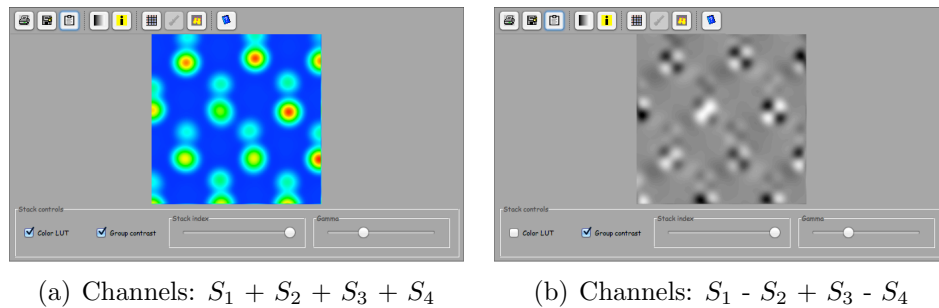 Stack controls
Color LUT
Group contrast
Stack index
Gamma
Stack controls
Color LUT
Group contrast
Stack index
Gamma
(a) Channels: S₁ + S₂ + S₃ + S₄
(b) Channels: S₁ - S₂ + S₃ - S₄